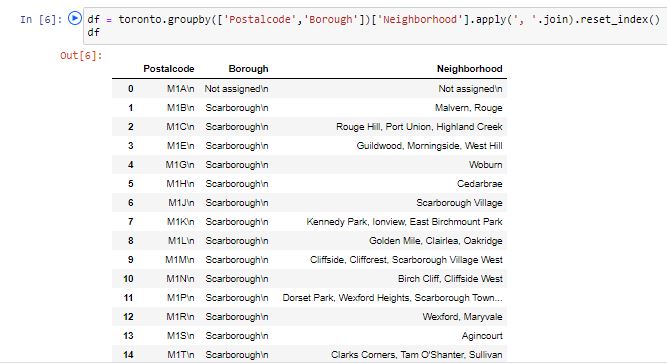 In [6]: df = toronto.groupby(['Postalcode','Borough'])['Neighborhood'].apply(', '.join).reset_index()
df
Out[6]:
Postalcode Borough Neighborhood
0 M1A\n Not assigned\n Not assigned\n
1 M1B\n Scarborough\n Malvern, Rouge
2 M1C\n Scarborough\n Rouge Hill, Port Union, Highland Creek
3 M1E\n Scarborough\n Guildwood, Morningside, West Hill
4 M1G\n Scarborough\n Woburn
5 M1H\n Scarborough\n Cedarbrae
6 M1J\n Scarborough\n Scarborough Village
7 M1K\n Scarborough\n Kennedy Park, Ionview, East Birchmount Park
8 M1L\n Scarborough\n Golden Mile, Clairlea, Oakridge
9 M1M\n Scarborough\n Cliffside, Cliffcrest, Scarborough Village West
10 M1N\n Scarborough\n Birch Cliff, Cliffside West
11 M1P\n Scarborough\n Dorset Park, Wexford Heights, Scarborough Town...
12 M1R\n Scarborough\n Wexford, Maryvale
13 M1S\n Scarborough\n Agincourt
14 M1T\n Scarborough\n Clarks Corners, Tam O'Shanter, Sullivan